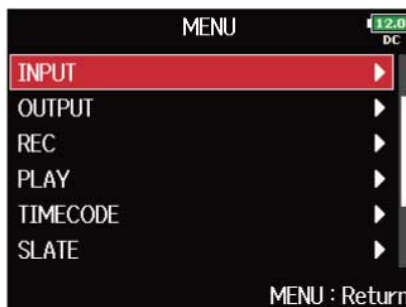 MENU
12.0
DC
INPUT
OUTPUT
REC
PLAY
TIMECODE
SLATE
MENU : Return